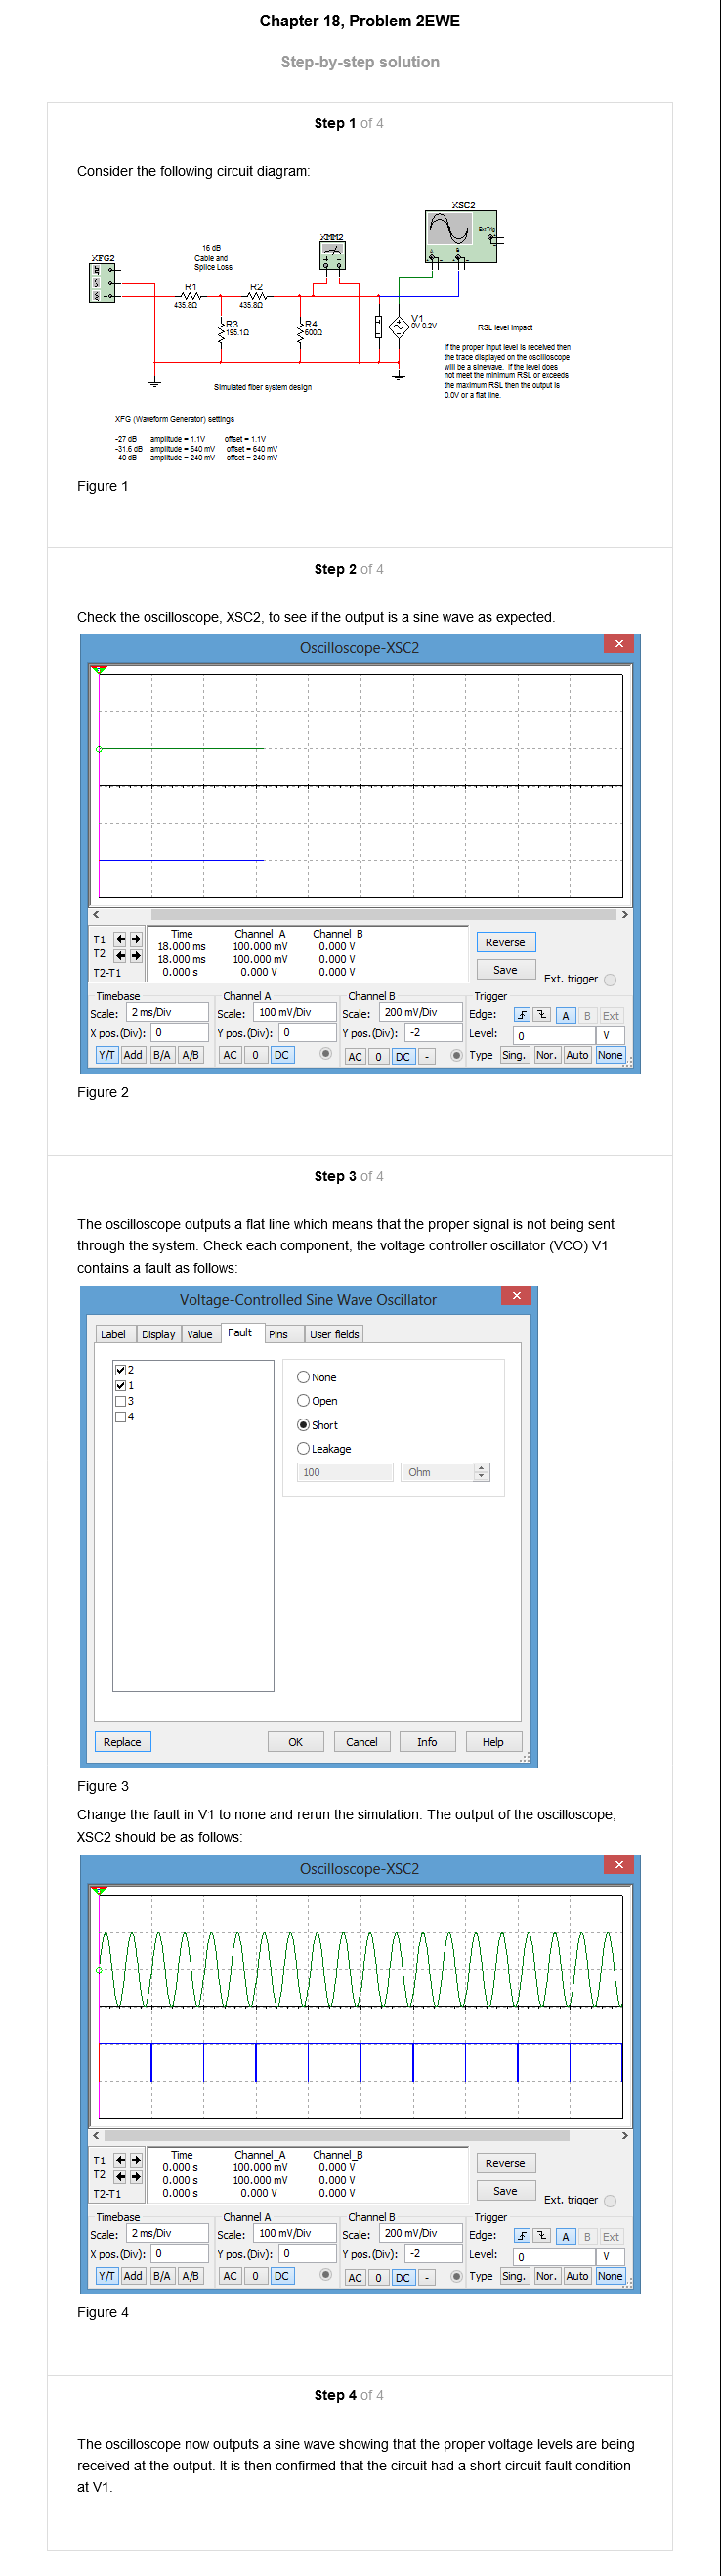 Chapter 18, Problem 2EWE
Step-by-step solution
Step 1 of 4
Consider the following circuit diagram:
XSC2
Ext Trig
XMM2
XFG2
16 dB
Cable and
Splice Loss
R1
435.8Ω
R2
435.8Ω
R3
195.1Ω
R4
600Ω
V1
0V 0.2V
RSL level Impact
If the proper input level is received then
the trace displayed on the oscilloscope
will be a sinewave. If the level does
not meet the minimum RSL or exceeds
the maximum RSL then the output is
0.0V or a flat line.
Simulated fiber system design
XFG (Waveform Generator) settings
-27 dB amplitude = 1.1V offset = 1.1V
-31.6 dB amplitude = 640 mV offset = 640 mV
-40 dB amplitude = 240 mV offset = 240 mV
Figure 1
Step 2 of 4
Check the oscilloscope, XSC2, to see if the output is a sine wave as expected.
Oscilloscope-XSC2
Time Channel_A Channel_B
T1 18.000 ms 100.000 mV 0.000 V
T2 18.000 ms 100.000 mV 0.000 V
T2-T1 0.000 s 0.000 V 0.000 V
Reverse
Save
Ext. trigger
Timebase Channel A Channel B Trigger
Scale: 2 ms/Div Scale: 100 mV/Div Scale: 200 mV/Div Edge: A B Ext
X pos.(Div): 0 Y pos.(Div): 0 Y pos.(Div): -2 Level: 0 V
Y/T Add B/A A/B AC 0 DC AC 0 DC - Type Sing. Nor. Auto None
Figure 2
Step 3 of 4
The oscilloscope outputs a flat line which means that the proper signal is not being sent
through the system. Check each component, the voltage controller oscillator (VCO) V1
contains a fault as follows:
Voltage-Controlled Sine Wave Oscillator
Label Display Value Fault Pins User fields
2
1
3
4
None
Open
Short
Leakage
100 Ohm
Replace OK Cancel Info Help
Figure 3
Change the fault in V1 to none and rerun the simulation. The output of the oscilloscope,
XSC2 should be as follows:
Oscilloscope-XSC2
Time Channel_A Channel_B
T1 0.000 s 100.000 mV 0.000 V
T2 0.000 s 100.000 mV 0.000 V
T2-T1 0.000 s 0.000 V 0.000 V
Reverse
Save
Ext. trigger
Timebase Channel A Channel B Trigger
Scale: 2 ms/Div Scale: 100 mV/Div Scale: 200 mV/Div Edge: A B Ext
X pos.(Div): 0 Y pos.(Div): 0 Y pos.(Div): -2 Level: 0 V
Y/T Add B/A A/B AC 0 DC AC 0 DC - Type Sing. Nor. Auto None
Figure 4
Step 4 of 4
The oscilloscope now outputs a sine wave showing that the proper voltage levels are being
received at the output. It is then confirmed that the circuit had a short circuit fault condition
at V1.